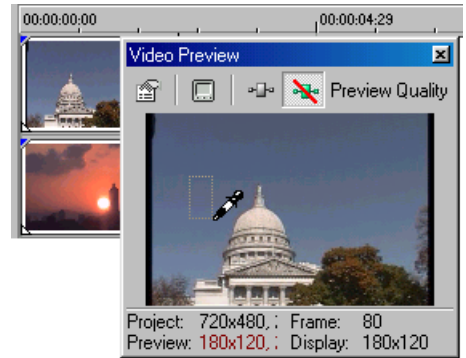 00:00:00:00 00:00:04:29
Video Preview
Preview Quality
Project: 720x480, Frame: 80
Preview: 180x120, Display: 180x120